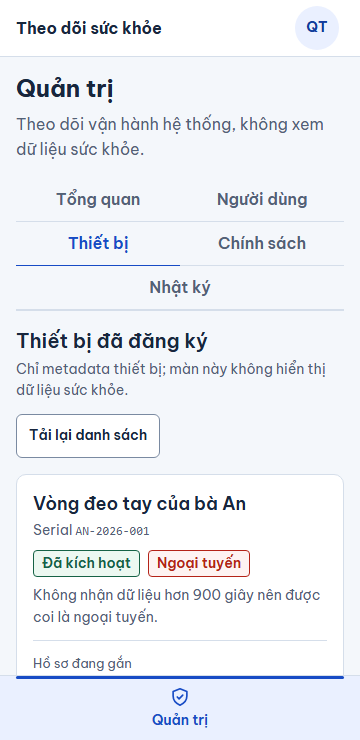 Theo dõi sức khỏe
QT
Quản trị
Theo dõi vận hành hệ thống, không xem
dữ liệu sức khỏe.
Tổng quan
Người dùng
Thiết bị
Chính sách
Nhật ký
Thiết bị đã đăng ký
Chỉ metadata thiết bị; màn này không hiển thị
dữ liệu sức khỏe.
Tải lại danh sách
Vòng đeo tay của bà An
Serial AN-2026-001
Đã kích hoạt
Ngoại tuyến
Không nhận dữ liệu hơn 900 giây nên được
coi là ngoại tuyến.
Hồ sơ đang gắn
Quản trị